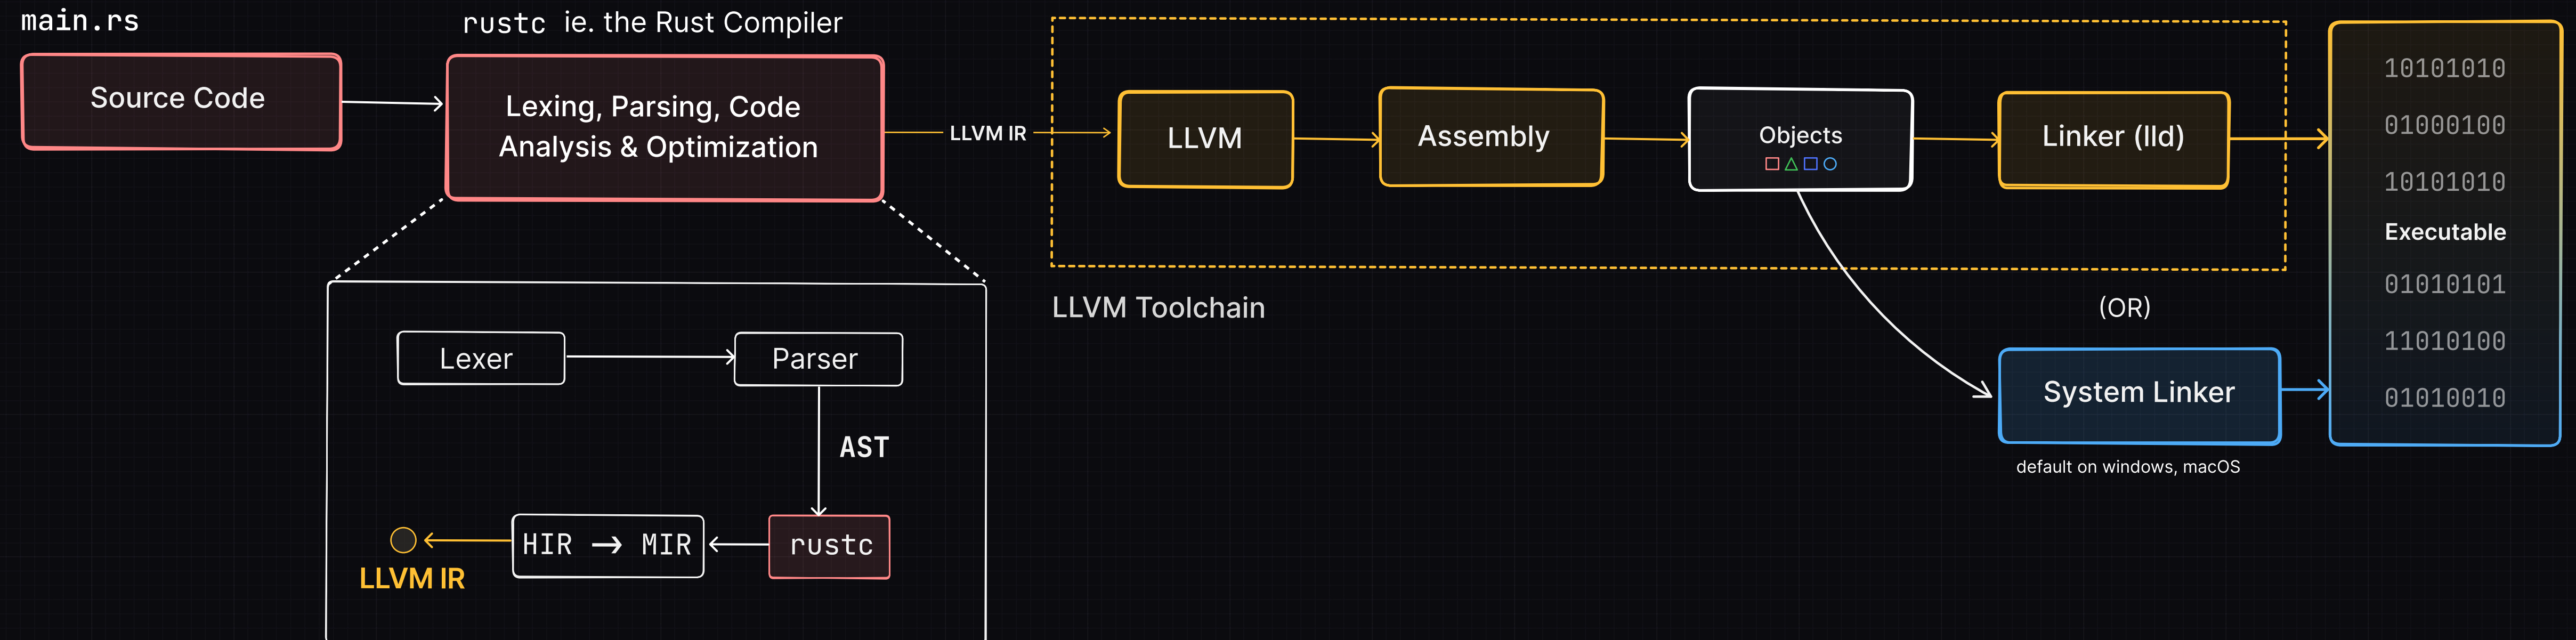 main.rs
Source Code
rustc ie. the Rust Compiler
Lexing, Parsing, Code
Analysis & Optimization
LLVM IR
LLVM
Assembly
Objects
Linker (lld)
LLVM Toolchain
(OR)
System Linker
default on windows, macOS
10101010
01000100
10101010
Executable
01010101
11010100
01010010
Lexer
Parser
AST
rustc
HIR → MIR
LLVM IR